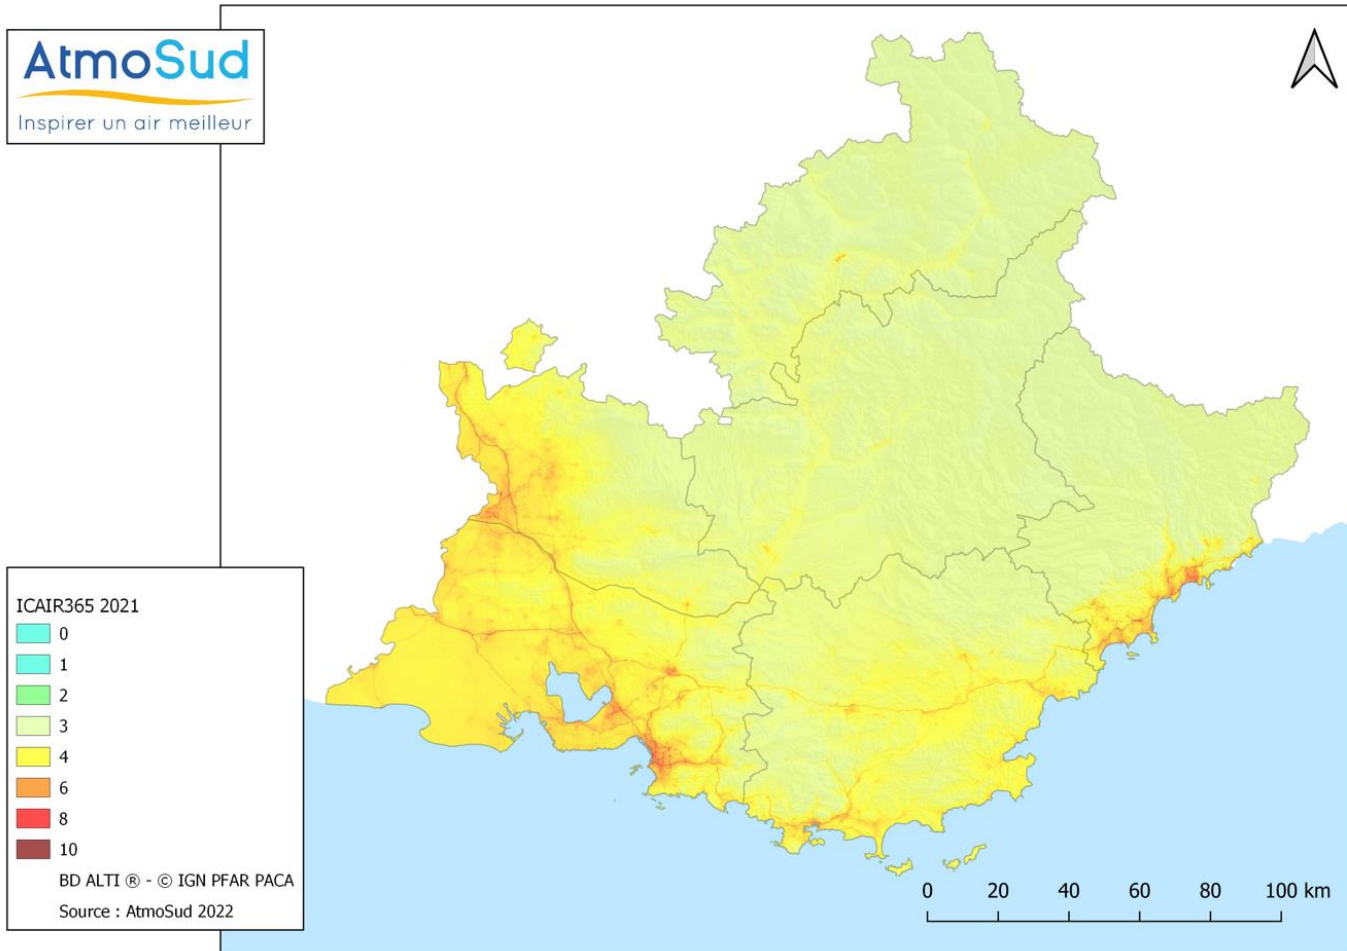 AtmoSud
Inspirer un air meilleur
ICAIR365 2021
0
1
2
3
4
6
8
10
BD ALTI ® - © IGN PFAR PACA
Source : AtmoSud 2022
0 20 40 60 80 100 km